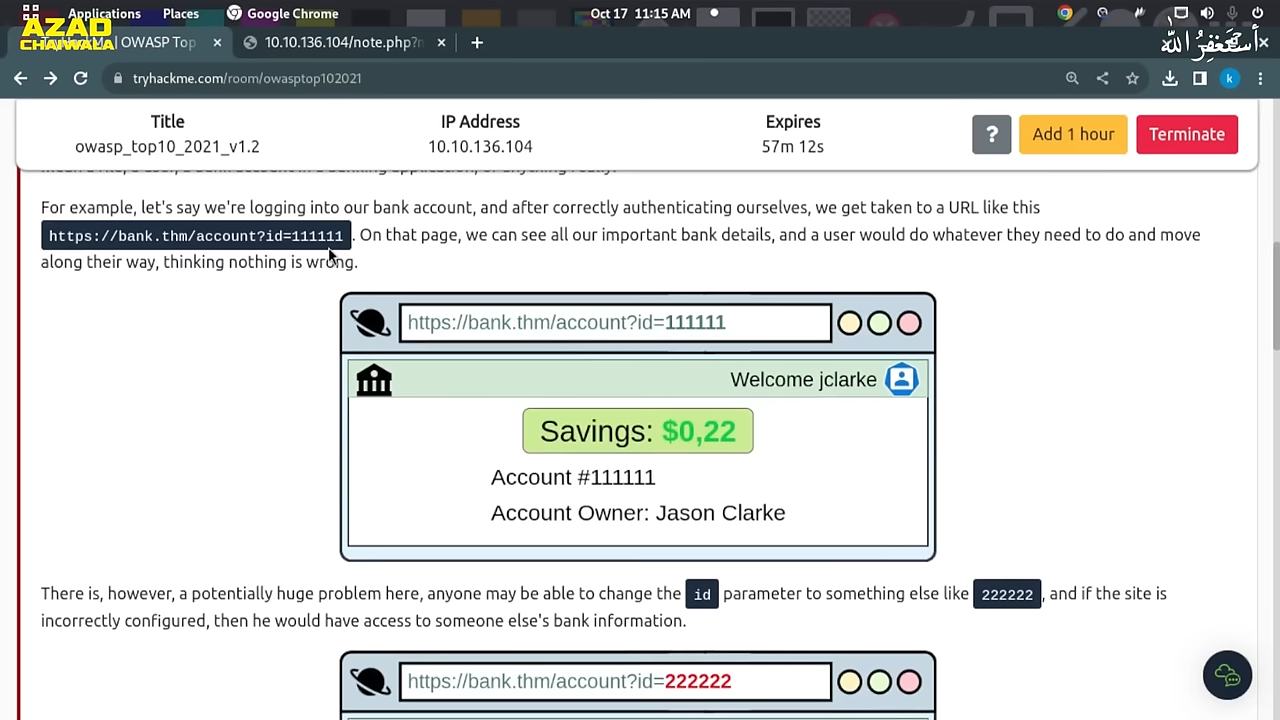 Applications Places Google Chrome Oct 17 11:15 AM
AZAD
CHAIWALA
OWASP Top
10.10.136.104/note.php?n
أستغفر الله
tryhackme.com/room/owasptop102021
k
Title IP Address Expires
owasp_top10_2021_v1.2 10.10.136.104 57m 12s
? Add 1 hour Terminate
For example, let's say we're logging into our bank account, and after correctly authenticating ourselves, we get taken to a URL like this
https://bank.thm/account?id=111111 . On that page, we can see all our important bank details, and a user would do whatever they need to do and move
along their way, thinking nothing is wrong.
https://bank.thm/account?id=111111
Welcome jclarke
Savings: $0,22
Account #111111
Account Owner: Jason Clarke
There is, however, a potentially huge problem here, anyone may be able to change the id parameter to something else like 222222, and if the site is
incorrectly configured, then he would have access to someone else's bank information.
https://bank.thm/account?id=222222